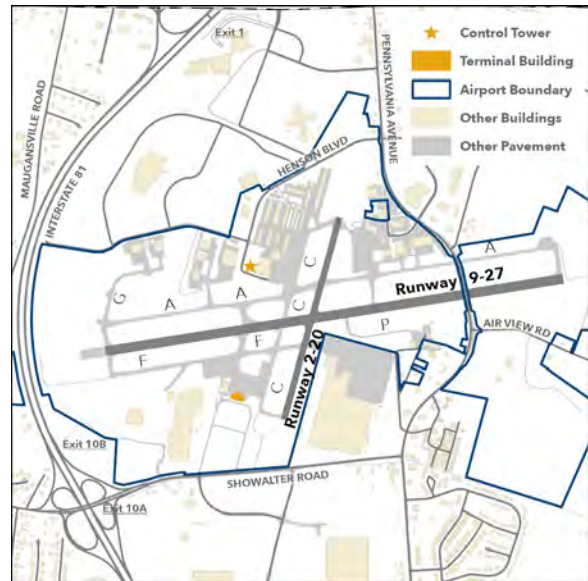 Exit 1
PENNSYLVANIA AVENUE
Control Tower
Terminal Building
Airport Boundary
Other Buildings
Other Pavement
MAUGANSVILLE ROAD
INTERSTATE 81
HENSON BLVD
G
A
A
C
C
A
Runway 9-27
F
F
C
P
AIR VIEW RD
Runway 2-20
C
Exit 10B
SHOWALTER ROAD
Exit 10A